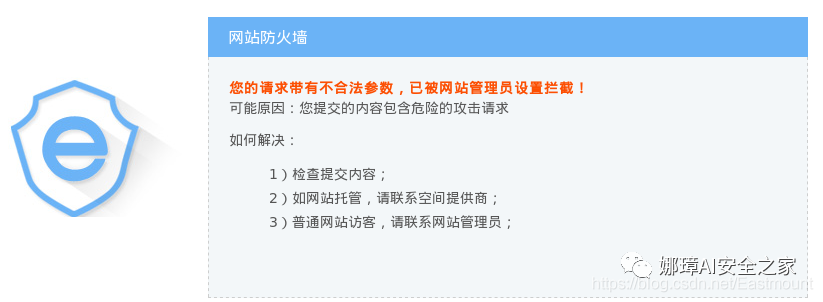 网站防火墙
您的请求带有不合法参数，已被网站管理员设置拦截！
可能原因：您提交的内容包含危险的攻击请求
如何解决：
1）检查提交内容；
2）如网站托管，请联系空间提供商；
3）普通网站访客，请联系网站管理员；
e
娜璋AI安全之家
https://blog.csdn.net/Eastmount